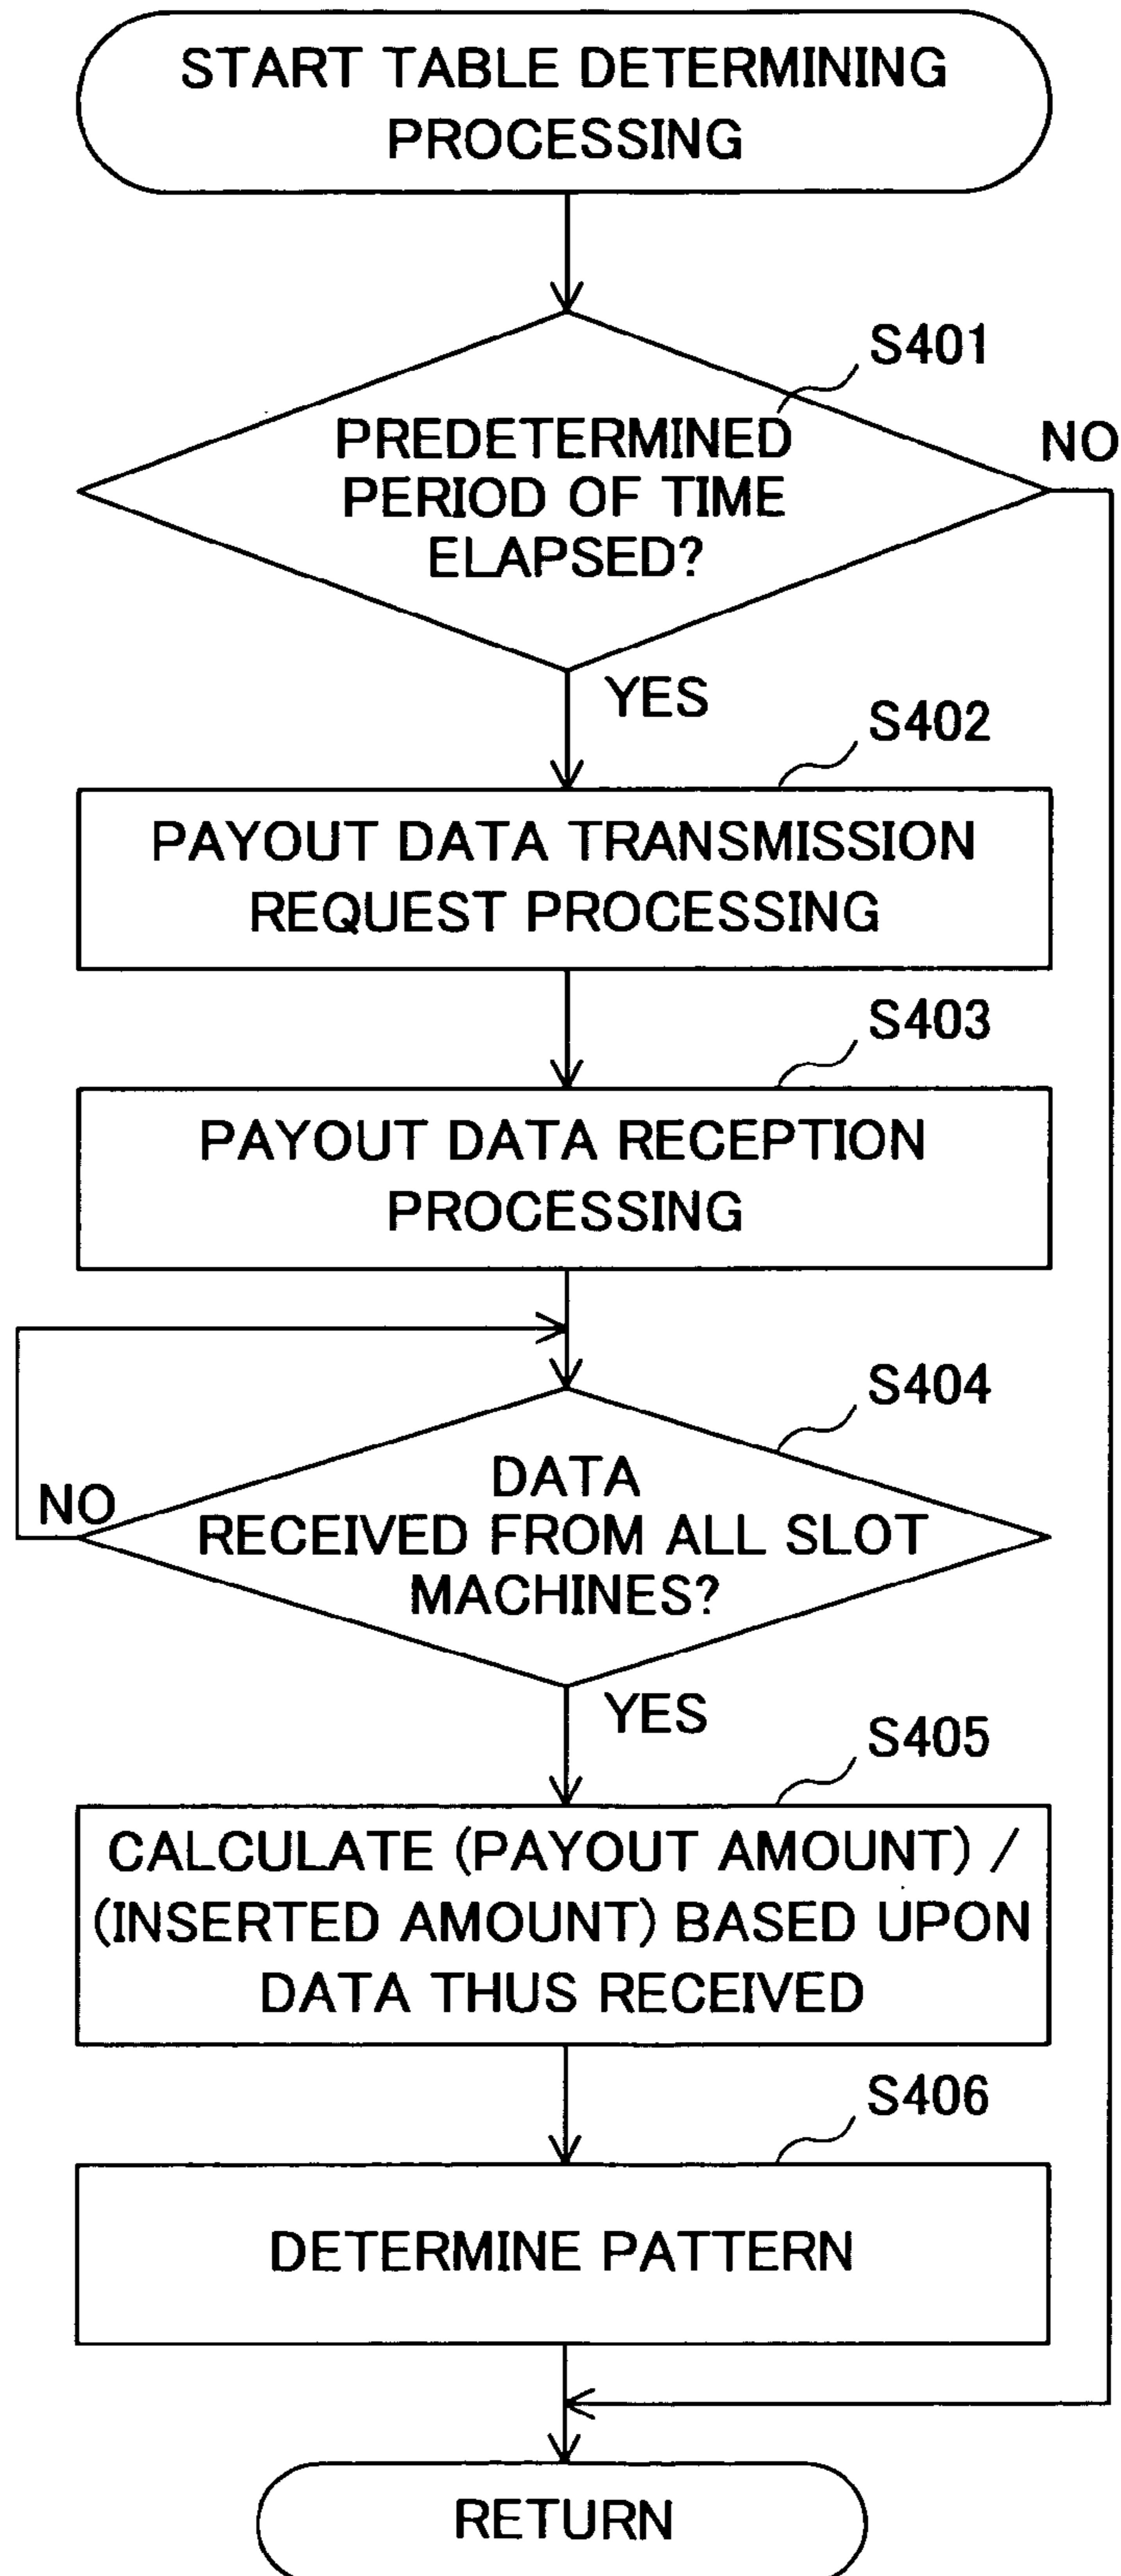 START TABLE DETERMINING
PROCESSING
S401
PREDETERMINED
PERIOD OF TIME
ELAPSED?
NO
YES
S402
PAYOUT DATA TRANSMISSION
REQUEST PROCESSING
S403
PAYOUT DATA RECEPTION
PROCESSING
S404
DATA
RECEIVED FROM ALL SLOT
MACHINES?
NO
YES
S405
CALCULATE (PAYOUT AMOUNT) /
(INSERTED AMOUNT) BASED UPON
DATA THUS RECEIVED
S406
DETERMINE PATTERN
RETURN